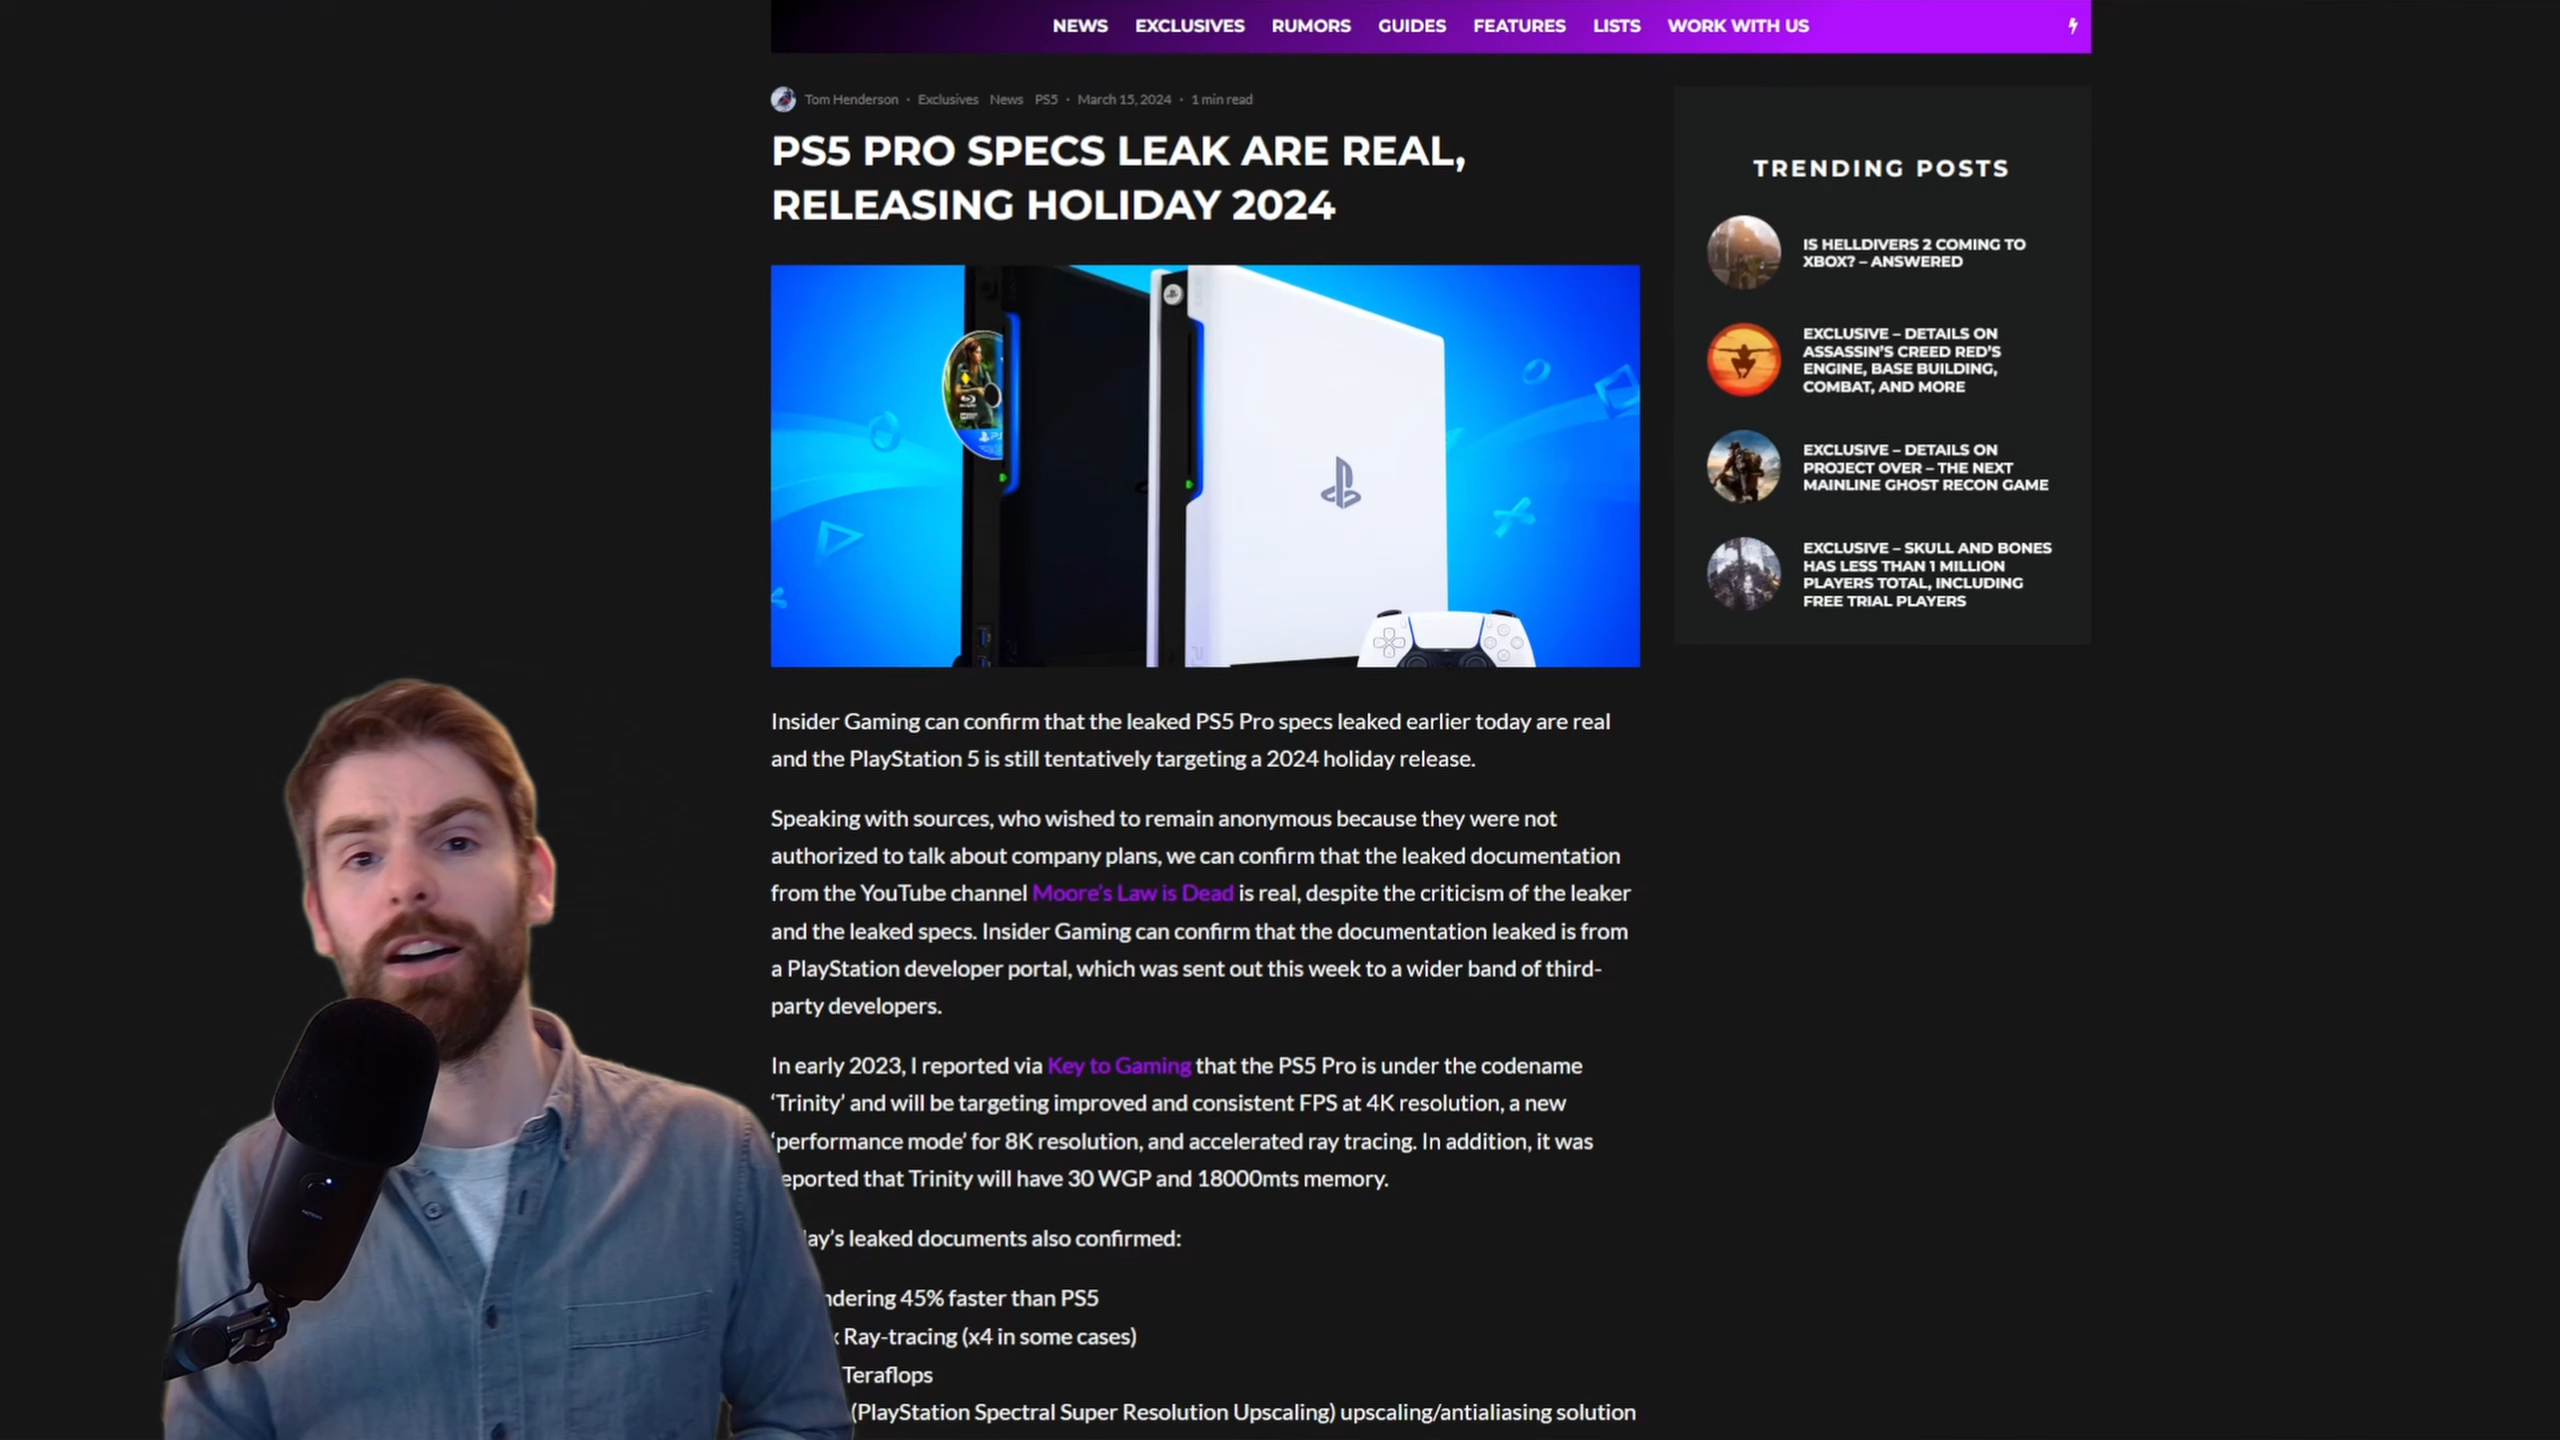 NEWS EXCLUSIVES RUMORS GUIDES FEATURES LISTS WORK WITH US
Tom Henderson · Exclusives News PS5 · March 15, 2024 · 1 min read
PS5 PRO SPECS LEAK ARE REAL,
RELEASING HOLIDAY 2024
Insider Gaming can confirm that the leaked PS5 Pro specs leaked earlier today are real
and the PlayStation 5 is still tentatively targeting a 2024 holiday release.
Speaking with sources, who wished to remain anonymous because they were not
authorized to talk about company plans, we can confirm that the leaked documentation
from the YouTube channel Moore's Law is Dead is real, despite the criticism of the leaker
and the leaked specs. Insider Gaming can confirm that the documentation leaked is from
a PlayStation developer portal, which was sent out this week to a wider band of third-
party developers.
In early 2023, I reported via Key to Gaming that the PS5 Pro is under the codename
‘Trinity’ and will be targeting improved and consistent FPS at 4K resolution, a new
‘performance mode’ for 8K resolution, and accelerated ray tracing. In addition, it was
eported that Trinity will have 30 WGP and 18000mts memory.
ay’s leaked documents also confirmed:
ndering 45% faster than PS5
Ray-tracing (x4 in some cases)
Teraflops
(PlayStation Spectral Super Resolution Upscaling) upscaling/antialiasing solution
TRENDING POSTS
IS HELLDIVERS 2 COMING TO
XBOX? – ANSWERED
EXCLUSIVE – DETAILS ON
ASSASSIN’S CREED RED’S
ENGINE, BASE BUILDING,
COMBAT, AND MORE
EXCLUSIVE – DETAILS ON
PROJECT OVER – THE NEXT
MAINLINE GHOST RECON GAME
EXCLUSIVE – SKULL AND BONES
HAS LESS THAN 1 MILLION
PLAYERS TOTAL, INCLUDING
FREE TRIAL PLAYERS